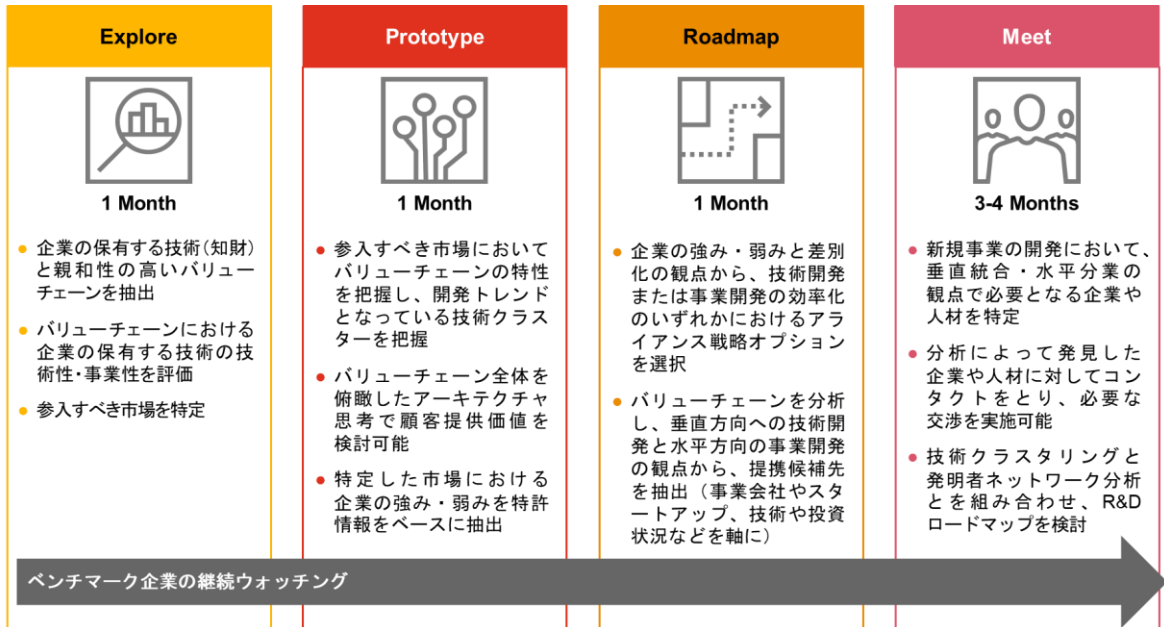 Explore
1 Month
企業の保有する技術（知財）
と親和性の高いバリュー
チェーンを抽出
バリューチェーンにおける
企業の保有する技術の技
術性・事業性を評価
参入すべき市場を特定
Prototype
1 Month
参入すべき市場において
バリューチェーンの特性
を把握し、開発トレンド
となっている技術クラス
ターを把握
バリューチェーン全体を
俯瞰したアーキテクチャ
思考で顧客提供価値を
検討可能
特定した市場における
企業の強み・弱みを特許
情報をベースに抽出
Roadmap
1 Month
企業の強み・弱みと差別
化の観点から、技術開発
または事業開発の効率化
のいずれかにおけるアラ
イアンス戦略オプション
を選択
バリューチェーンを分析
し、垂直方向への技術開
発と水平方向の事業開発
の観点から、提携候補先
を抽出（事業会社やスタ
ートアップ、技術や投資
状況などを軸に）
Meet
3-4 Months
新規事業の開発において、
垂直統合・水平分業の
観点で必要となる企業や
人材を特定
分析によって発見した
企業や人材に対してコン
タクトをとり、必要な
交渉を実施可能
技術クラスタリングと
発明者ネットワーク分析
とを組み合わせ、R&D
ロードマップを検討
ベンチマーク企業の継続ウォッチング